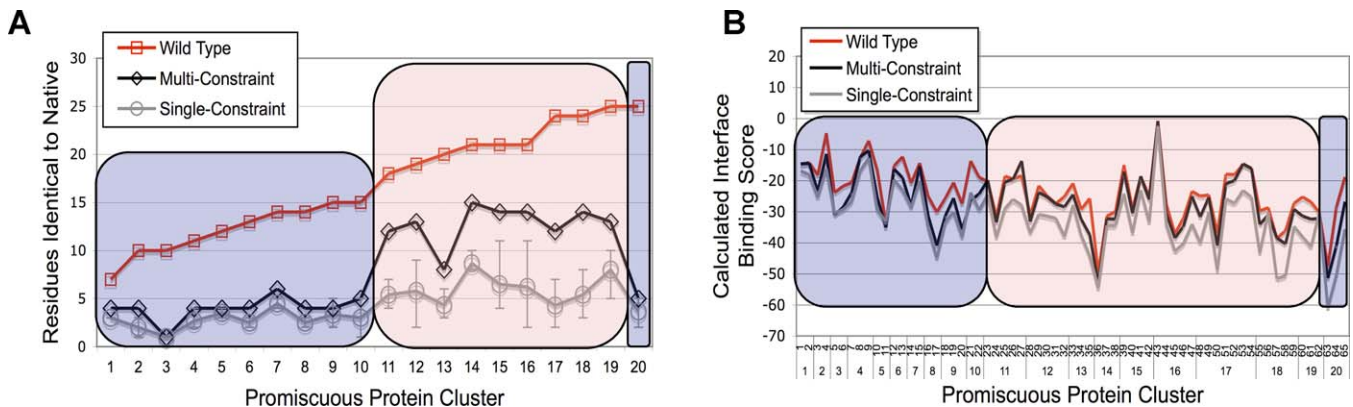 A
Wild Type
Multi-Constraint
Single-Constraint
Residues Identical to Native
30
25
20
15
10
5
0
1 2 3 4 5 6 7 8 9 10 11 12 13 14 15 16 17 18 19 20
Promiscuous Protein Cluster
B
Wild Type
Multi-Constraint
Single-Constraint
Calculated Interface
Binding Score
20
10
0
-10
-20
-30
-40
-50
-60
-70
1 2 3 4 5 6 7 8 9 10 11 12 13 14 15 16 17 18 19 20
Promiscuous Protein Cluster